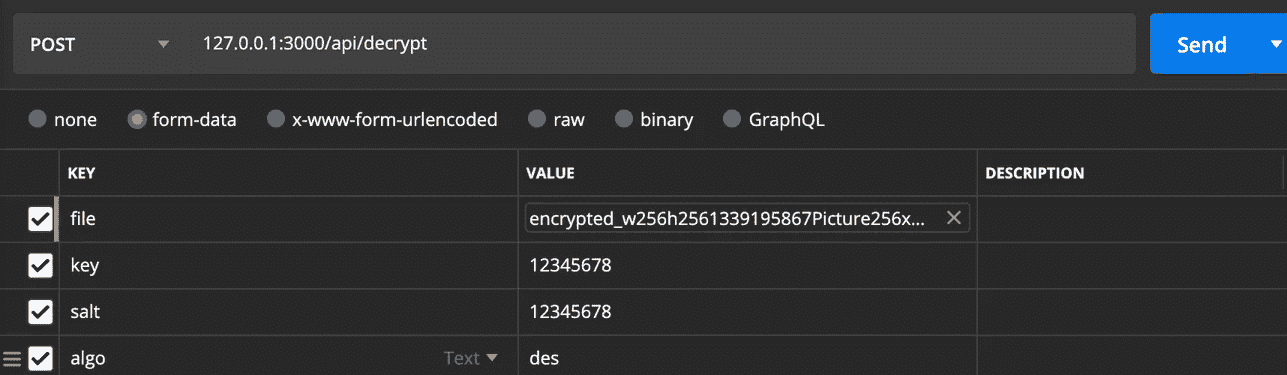 POST 127.0.0.1:3000/api/decrypt Send
none form-data x-www-form-urlencoded raw binary GraphQL
KEY VALUE DESCRIPTION
file encrypted_w256h2561339195867Picture256x...
key 12345678
salt 12345678
algo Text des